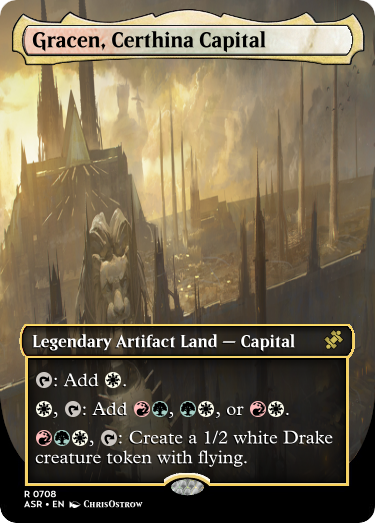 Gracen, Certhina Capital
Legendary Artifact Land — Capital
: Add .
, : Add , , or .
, : Create a 1/2 white Drake
creature token with flying.
R 0708
ASR • EN ChrisOstrow